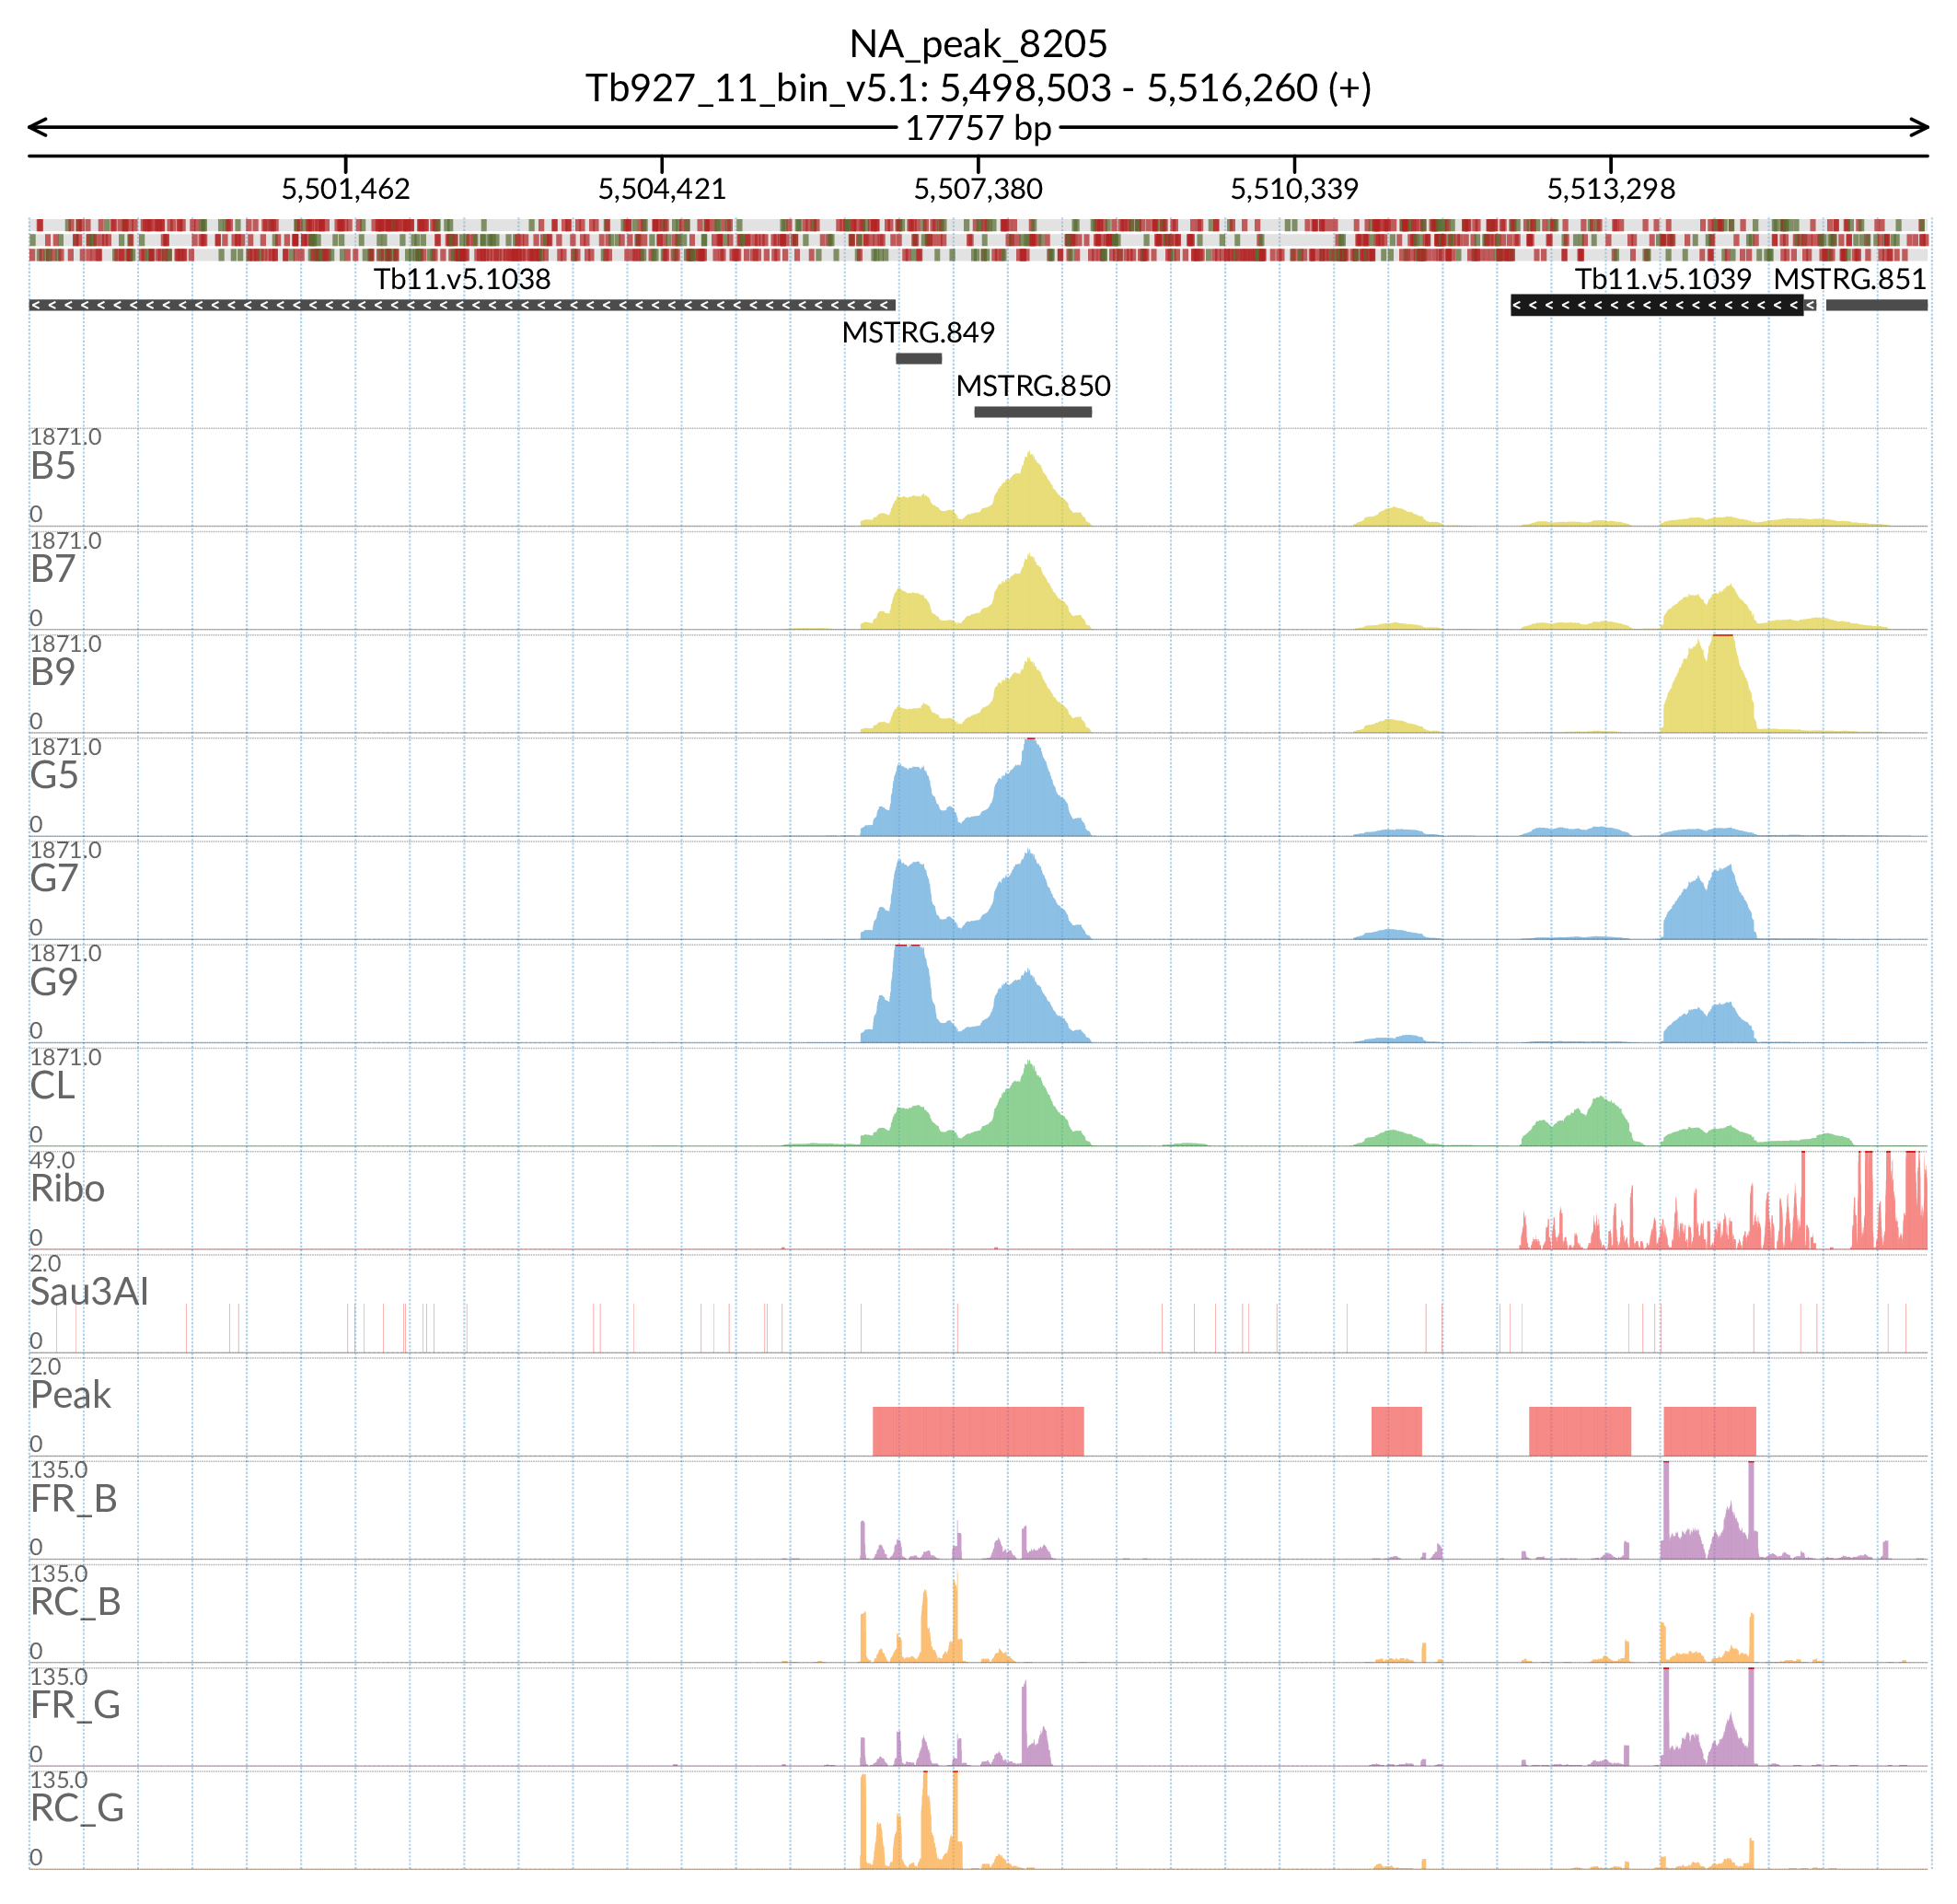 NA_peak_8205
Tb927_11_bin_v5.1: 5,498,503 - 5,516,260 (+)
17757 bp
5,501,462 5,504,421 5,507,380 5,510,339 5,513,298
Tb11.v5.1038 Tb11.v5.1039 MSTRG.851
MSTRG.849
MSTRG.850
1871.0
B5
0
1871.0
B7
0
1871.0
B9
0
1871.0
G5
0
1871.0
G7
0
1871.0
G9
0
1871.0
CL
0
49.0
Ribo
0
2.0
Sau3AI
0
2.0
Peak
0
135.0
FR_B
0
135.0
RC_B
0
135.0
FR_G
0
135.0
RC_G
0